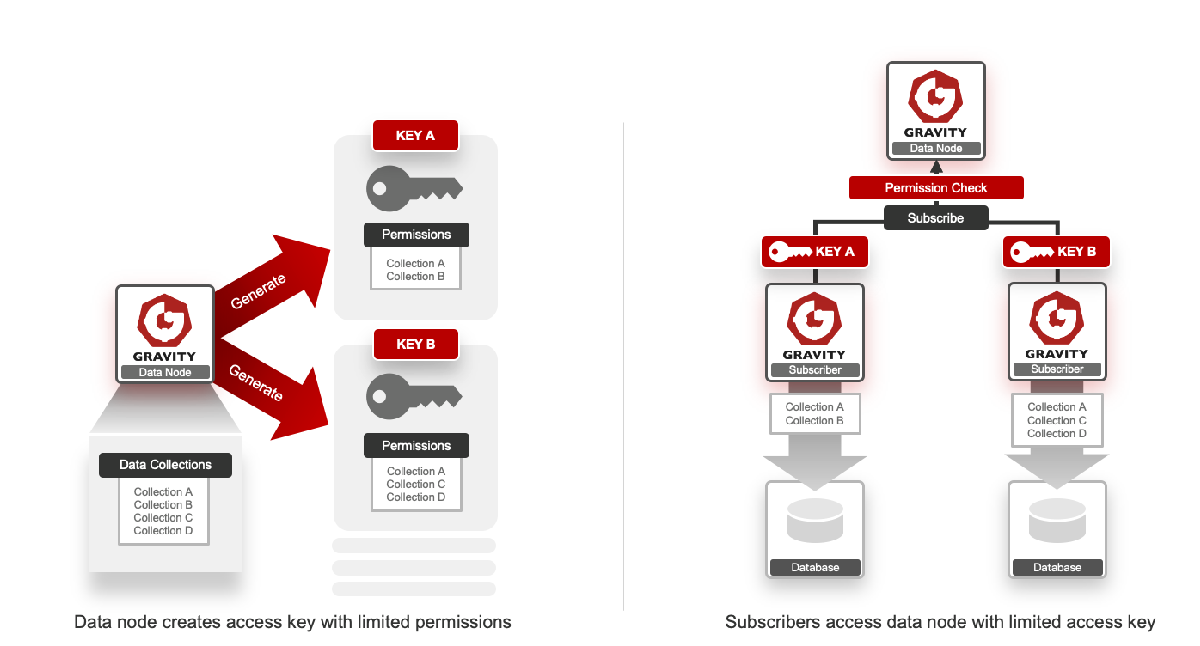 KEY A
Permissions
Collection A
Collection B
Generate
GRAVITY
Data Node
Generate
KEY B
Permissions
Collection A
Collection C
Collection D
Data Collections
Collection A
Collection B
Collection C
Collection D
Data node creates access key with limited permissions
GRAVITY
Data Node
Permission Check
Subscribe
KEY A
KEY B
GRAVITY
Subscriber
GRAVITY
Subscriber
Collection A
Collection B
Collection A
Collection C
Collection D
Database
Database
Subscribers access data node with limited access key